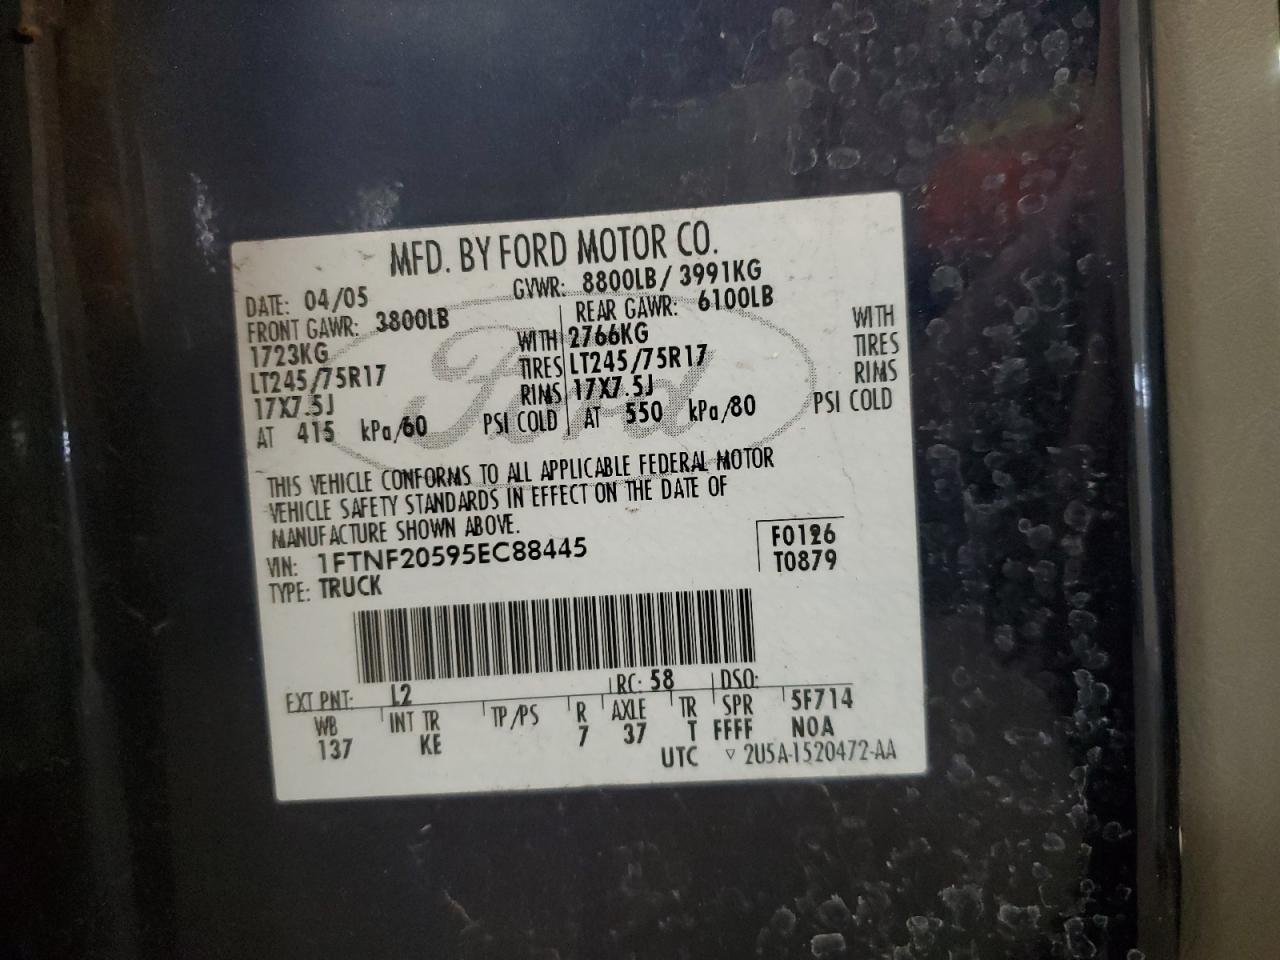 MFD. BY FORD MOTOR CO.
DATE: 04/05 GVWR: 8800LB/ 3991KG
FRONT GAWR: 3800LB REAR GAWR: 6100LB
1723KG WITH 2766KG WITH
LT245/75R17 TIRES LT245/75R17 TIRES
17X7.5J RIMS 17X7.5J RIMS
AT 415 kPa/60 PSI COLD AT 550 kPa/80 PSI COLD
Ford
THIS VEHICLE CONFORMS TO ALL APPLICABLE FEDERAL MOTOR
VEHICLE SAFETY STANDARDS IN EFFECT ON THE DATE OF
MANUFACTURE SHOWN ABOVE.
VIN: 1FTNF20595EC88445 F0126
TYPE: TRUCK T0879
EXT PNT: L2 RC: 58 DSO:
WB INT TR TP/PS R AXLE TR SPR 5F714
137 KE 7 37 T FFFF N0A
UTC ▽ 2U5A-1520472-AA